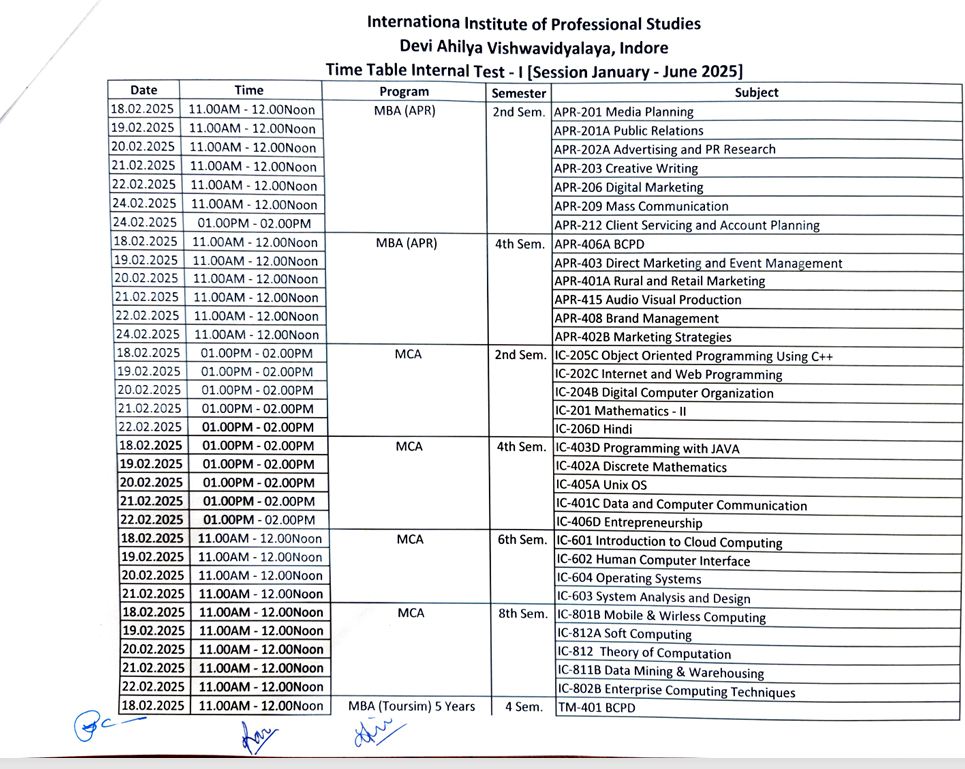 Internationa Institute of Professional Studies
Devi Ahilya Vishwavidyalaya, Indore
Time Table Internal Test - I [Session January - June 2025]
Date Time Program Semester Subject
18.02.2025 11.00AM - 12.00Noon MBA (APR) 2nd Sem. APR-201 Media Planning
19.02.2025 11.00AM - 12.00Noon APR-201A Public Relations
20.02.2025 11.00AM - 12.00Noon APR-202A Advertising and PR Research
21.02.2025 11.00AM - 12.00Noon APR-203 Creative Writing
22.02.2025 11.00AM - 12.00Noon APR-206 Digital Marketing
24.02.2025 11.00AM - 12.00Noon APR-209 Mass Communication
24.02.2025 01.00PM - 02.00PM APR-212 Client Servicing and Account Planning
18.02.2025 11.00AM - 12.00Noon MBA (APR) 4th Sem. APR-406A BCPD
19.02.2025 11.00AM - 12.00Noon APR-403 Direct Marketing and Event Management
20.02.2025 11.00AM - 12.00Noon APR-401A Rural and Retail Marketing
21.02.2025 11.00AM - 12.00Noon APR-415 Audio Visual Production
22.02.2025 11.00AM - 12.00Noon APR-408 Brand Management
24.02.2025 11.00AM - 12.00Noon APR-402B Marketing Strategies
18.02.2025 01.00PM - 02.00PM MCA 2nd Sem. IC-205C Object Oriented Programming Using C++
19.02.2025 01.00PM - 02.00PM IC-202C Internet and Web Programming
20.02.2025 01.00PM - 02.00PM IC-204B Digital Computer Organization
21.02.2025 01.00PM - 02.00PM IC-201 Mathematics - II
22.02.2025 01.00PM - 02.00PM IC-206D Hindi
18.02.2025 01.00PM - 02.00PM MCA 4th Sem. IC-403D Programming with JAVA
19.02.2025 01.00PM - 02.00PM IC-402A Discrete Mathematics
20.02.2025 01.00PM - 02.00PM IC-405A Unix OS
21.02.2025 01.00PM - 02.00PM IC-401C Data and Computer Communication
22.02.2025 01.00PM - 02.00PM IC-406D Entrepreneurship
18.02.2025 11.00AM - 12.00Noon MCA 6th Sem. IC-601 Introduction to Cloud Computing
19.02.2025 11.00AM - 12.00Noon IC-602 Human Computer Interface
20.02.2025 11.00AM - 12.00Noon IC-604 Operating Systems
21.02.2025 11.00AM - 12.00Noon IC-603 System Analysis and Design
18.02.2025 11.00AM - 12.00Noon MCA 8th Sem. IC-801B Mobile & Wirless Computing
19.02.2025 11.00AM - 12.00Noon IC-812A Soft Computing
20.02.2025 11.00AM - 12.00Noon IC-812 Theory of Computation
21.02.2025 11.00AM - 12.00Noon IC-811B Data Mining & Warehousing
22.02.2025 11.00AM - 12.00Noon IC-802B Enterprise Computing Techniques
18.02.2025 11.00AM - 12.00Noon MBA (Toursim) 5 Years 4 Sem. TM-401 BCPD